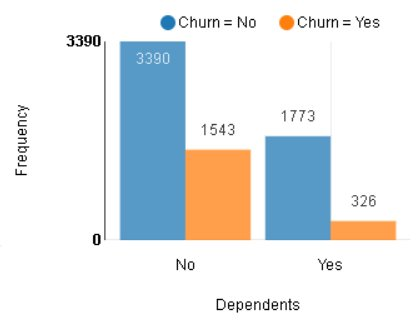 Churn = No Churn = Yes
3390
3390
1543
1773
326
0
Frequency
No Yes
Dependents